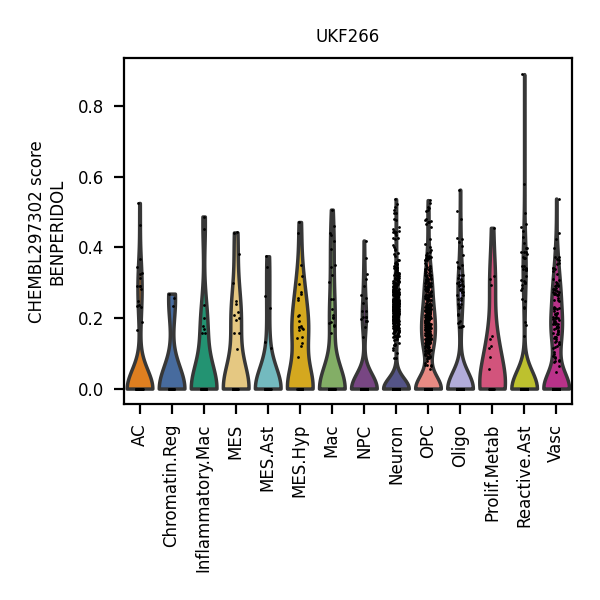 UKF266
CHEMBL297302 score
BENPERIDOL
0.8
0.6
0.4
0.2
0.0
AC
Chromatin.Reg
Inflammatory.Mac
MES
MES.Ast
MES.Hyp
Mac
NPC
Neuron
OPC
Oligo
Prolif.Metab
Reactive.Ast
Vasc